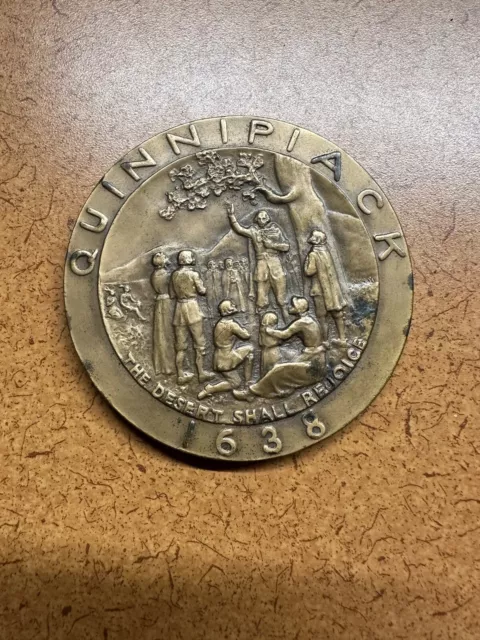 QUINNIPIACK
THE DESERT SHALL REJOICE
1638